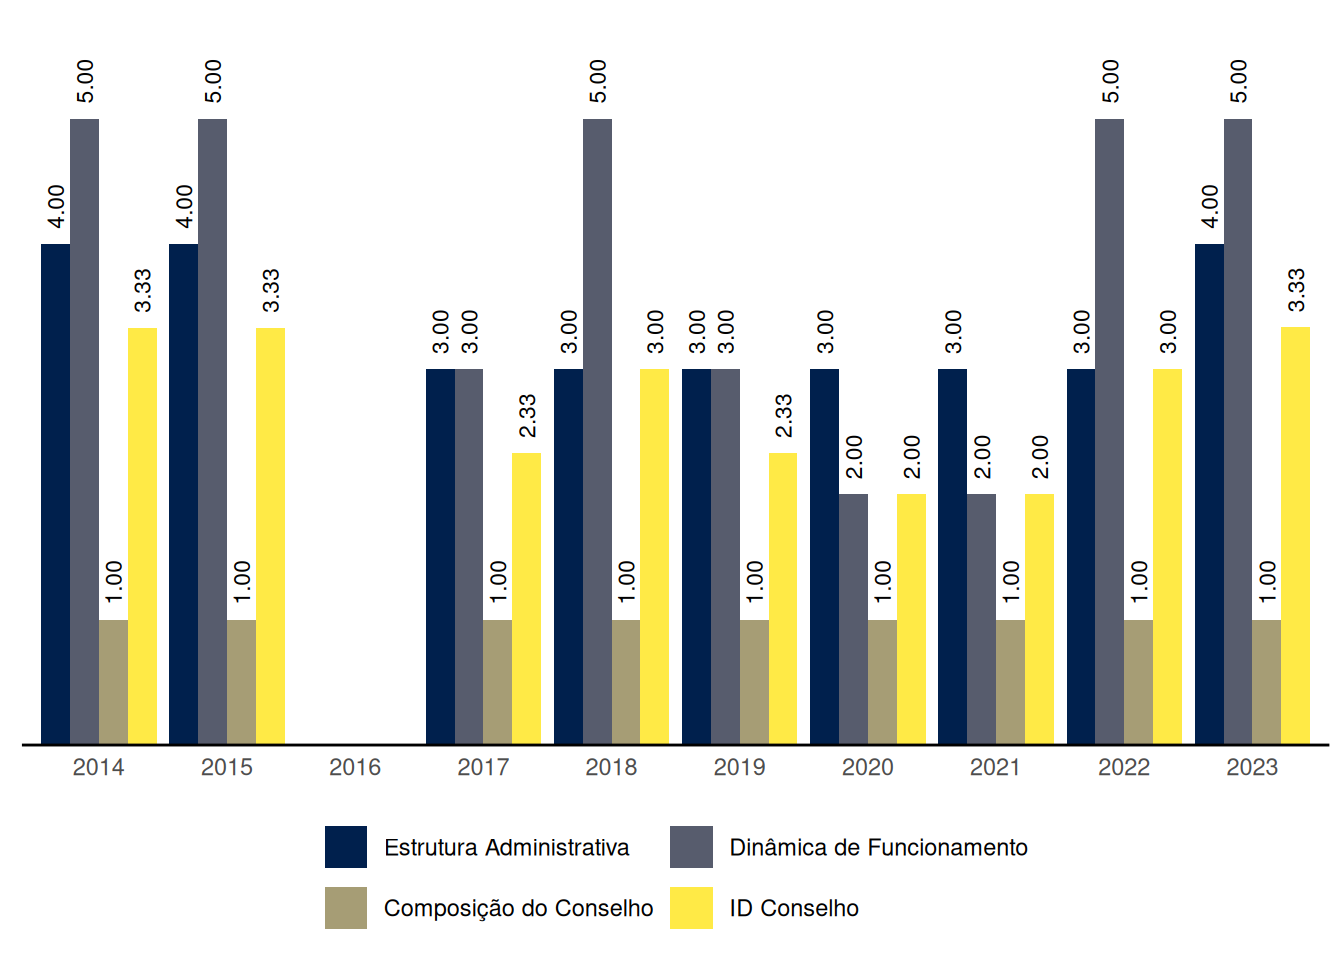 5.00 5.00 5.00 5.00 5.00
4.00 4.00 4.00
3.33 3.33 3.33
3.00 3.00 3.00 3.00 3.00 3.00 3.00 3.00 3.00 3.00
2.33 2.33
2.00 2.00 2.00 2.00
1.00 1.00 1.00 1.00 1.00 1.00 1.00 1.00 1.00
2014 2015 2016 2017 2018 2019 2020 2021 2022 2023
Estrutura Administrativa Dinâmica de Funcionamento
Composição do Conselho ID Conselho